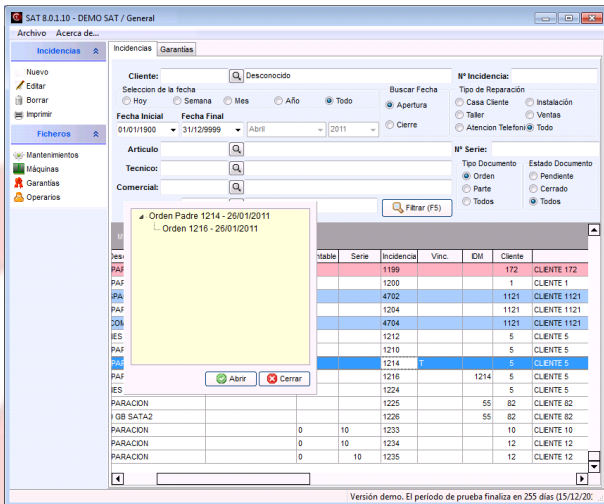 SAT 8.0.1.10 - DEMO SAT / General
Archivo Acerca de...
Incidencias
Nuevo
Editar
Borrar
Imprimir
Ficheros
Mantenimientos
Máquinas
Garantías
Operarios
Incidencias Garantías
Cliente: Desconocido Nº Incidencia:
Seleccion de la fecha Buscar Fecha Tipo de Reparación
Hoy Semana Mes Año Todo Apertura Casa Cliente Instalación
Fecha Inicial Fecha Final Cierre Taller Ventas
01/01/1900 31/12/9999 Abril 2011 Atencion Telefoni Todo
Articulo Nº Serie:
Tecnico: Tipo Documento Estado Documento
Orden Pendiente
Comercial: Parte Cerrado
Filtrar (F5) Todos Todos
Orden Padre 1214 - 26/01/2011
Orden 1216 - 26/01/2011
Abrir Cerrar
ntable Serie Incidencia Vinc. IDM Cliente
1199 172 CLIENTE 172
1200 1 CLIENTE 1
4702 1121 CLIENTE 1121
1204 1121 CLIENTE 1121
4704 1121 CLIENTE 1121
1212 5 CLIENTE 5
1210 5 CLIENTE 5
1214 T 5 CLIENTE 5
1216 1214 5 CLIENTE 5
1224 5 CLIENTE 5
PARACION 1225 55 82 CLIENTE 82
GB SATA2 1226 55 82 CLIENTE 82
PARACION 0 10 1233 10 CLIENTE 10
PARACION 0 10 1234 12 CLIENTE 12
PARACION 0 10 1235 12 CLIENTE 12
Versión demo. El período de prueba finaliza en 255 días (15/12/20